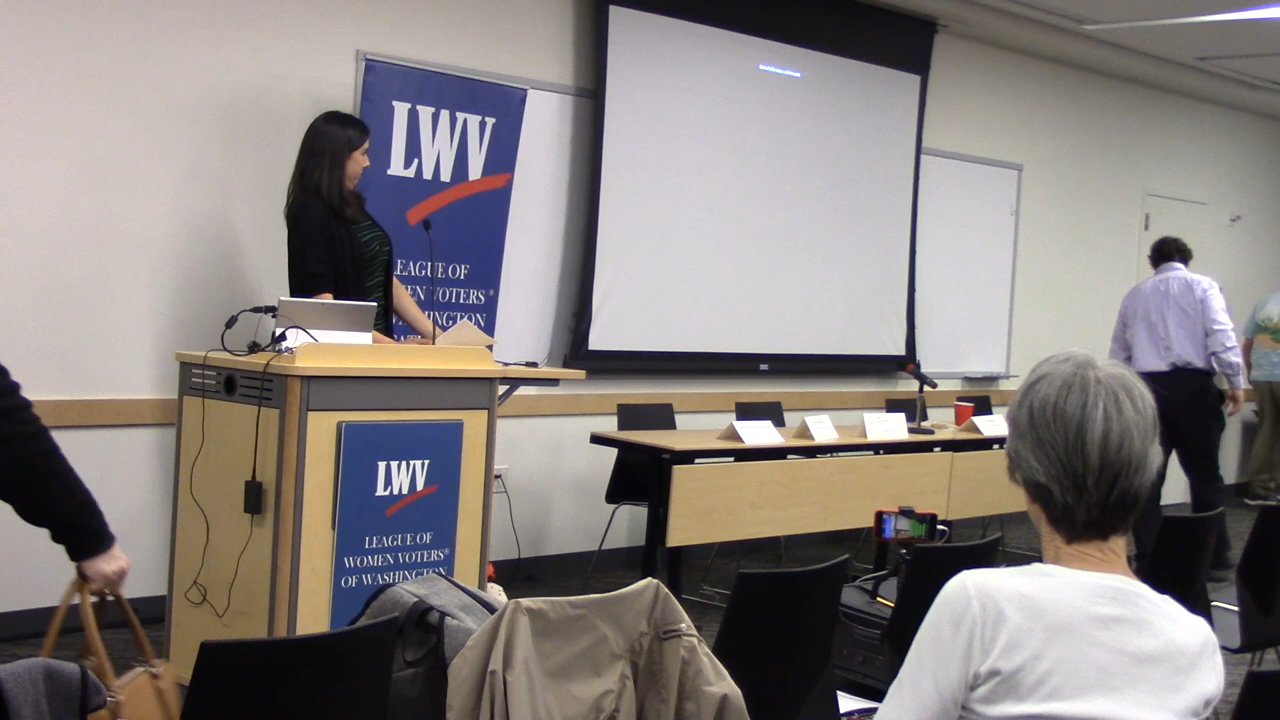 LWV
LEAGUE OF
WOMEN VOTERS®
WASHINGTON
LWV
LEAGUE OF
WOMEN VOTERS®
OF WASHINGTON